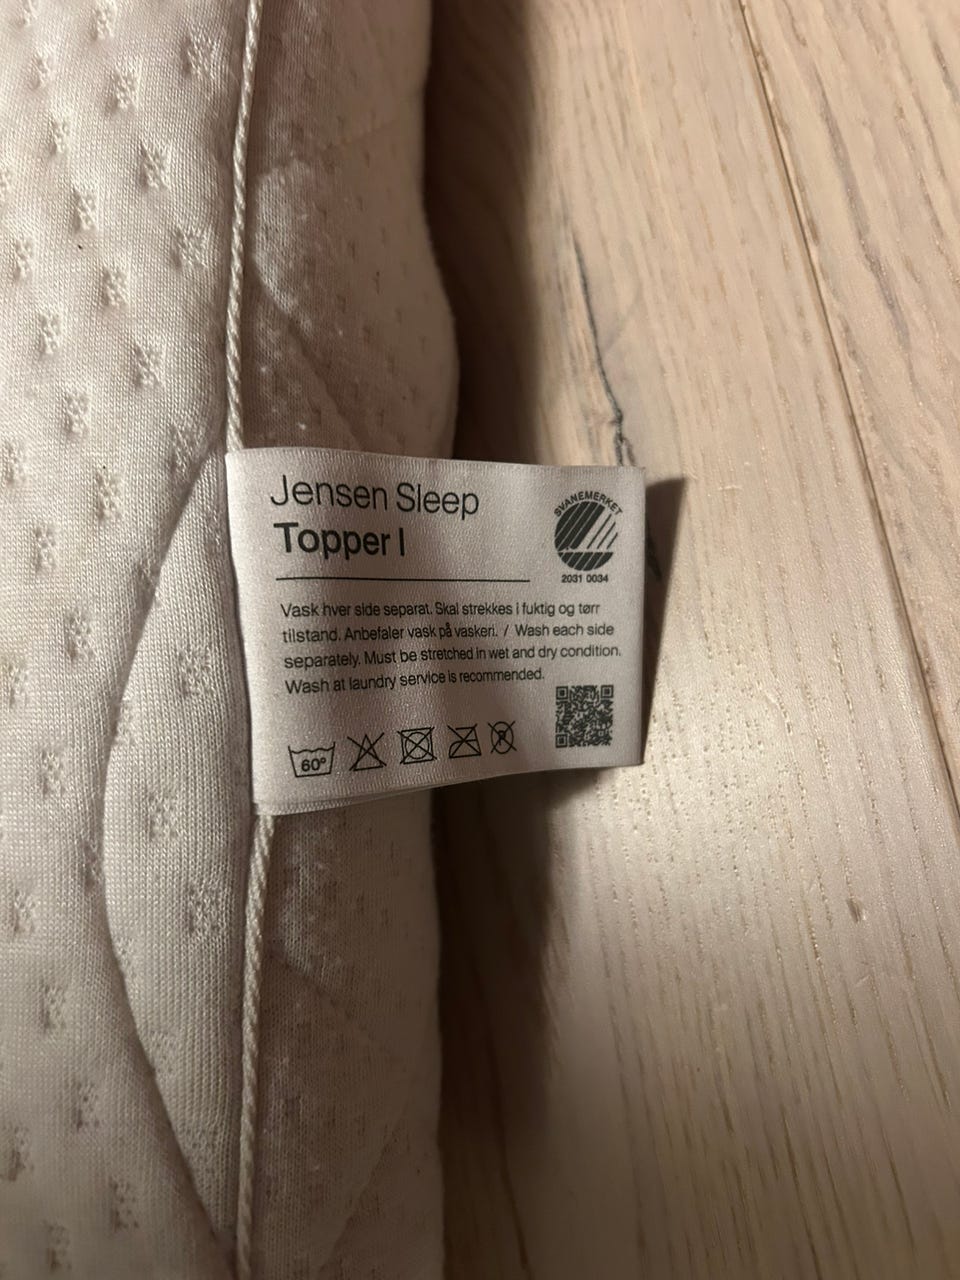 Jensen Sleep
Topper I
SVANEMERKET
2031 0034
Vask hver side separat. Skal strekkes i fuktig og tørr
tilstand. Anbefaler vask på vaskeri. / Wash each side
separately. Must be stretched in wet and dry condition.
Wash at laundry service is recommended.
60°
P